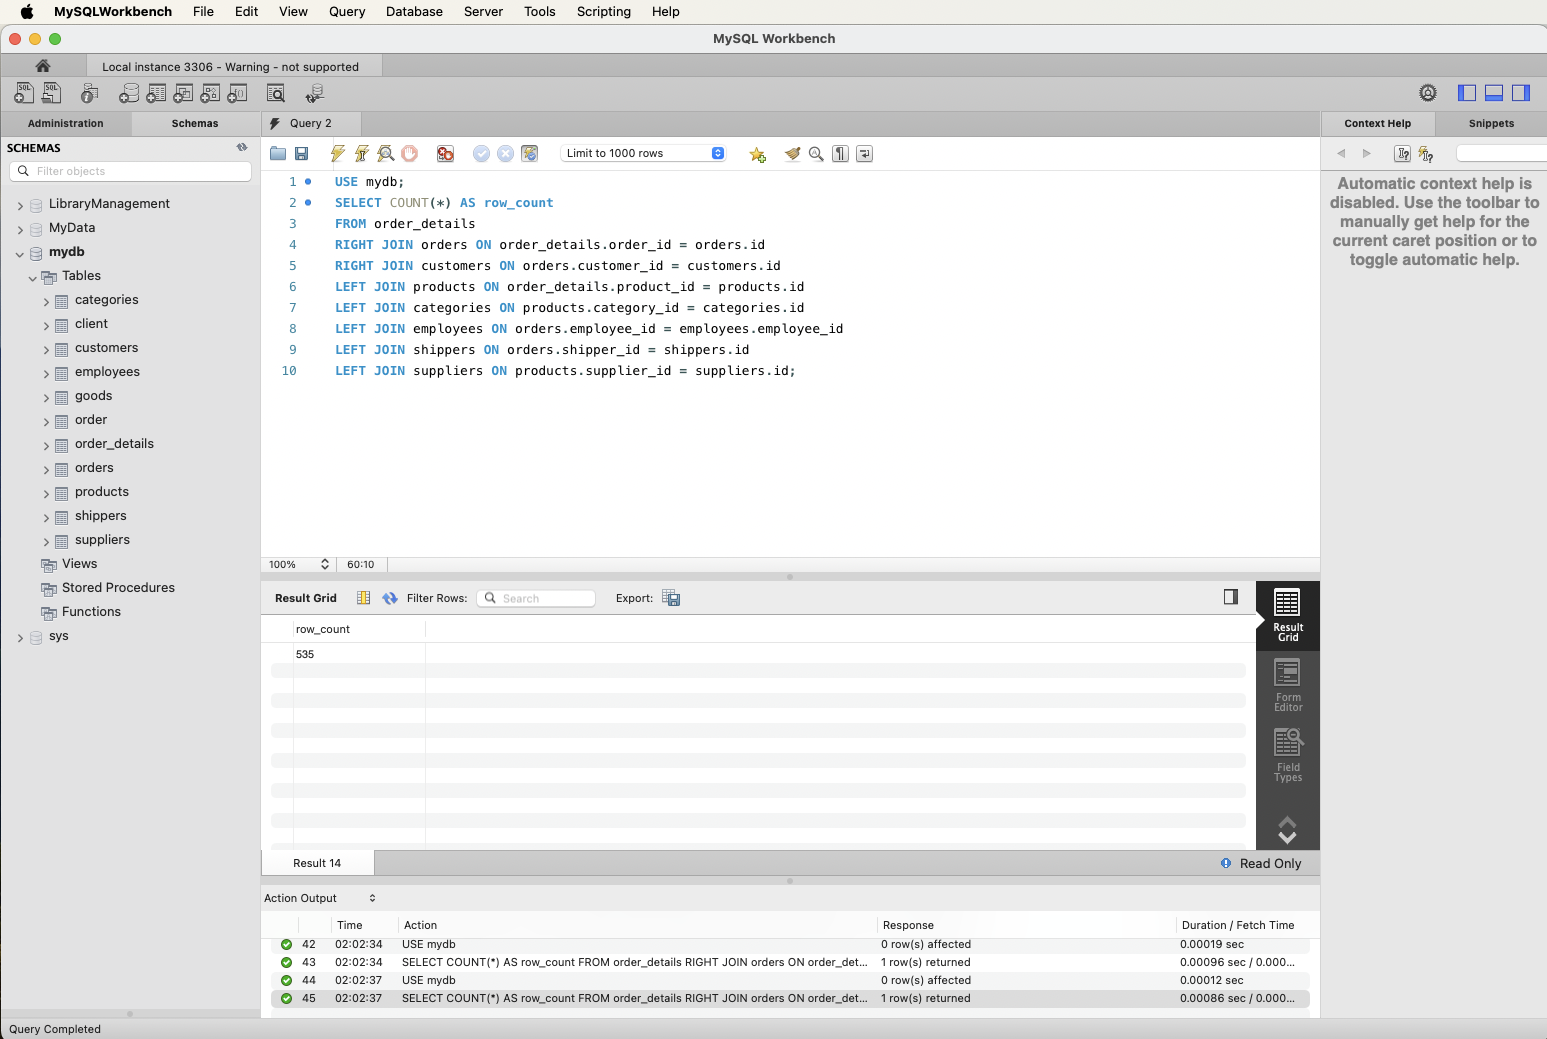 MySQLWorkbench File Edit View Query Database Server Tools Scripting Help
MySQL Workbench
Local instance 3306 - Warning - not supported
Administration Schemas Query 2 Context Help Snippets
SCHEMAS
Filter objects
Limit to 1000 rows
LibraryManagement
MyData
mydb
Tables
categories
client
customers
employees
goods
order
order_details
orders
products
shippers
suppliers
Views
Stored Procedures
Functions
sys
1 USE mydb;
2 SELECT COUNT(*) AS row_count
3 FROM order_details
4 RIGHT JOIN orders ON order_details.order_id = orders.id
5 RIGHT JOIN customers ON orders.customer_id = customers.id
6 LEFT JOIN products ON order_details.product_id = products.id
7 LEFT JOIN categories ON products.category_id = categories.id
8 LEFT JOIN employees ON orders.employee_id = employees.employee_id
9 LEFT JOIN shippers ON orders.shipper_id = shippers.id
10 LEFT JOIN suppliers ON products.supplier_id = suppliers.id;
Automatic context help is
disabled. Use the toolbar to
manually get help for the
current caret position or to
toggle automatic help.
100% 60:10
Result Grid Filter Rows: Search Export:
row_count
535
Result
Grid
Form
Editor
Field
Types
Result 14 Read Only
Action Output
Time Action Response Duration / Fetch Time
42 02:02:34 USE mydb 0 row(s) affected 0.00019 sec
43 02:02:34 SELECT COUNT(*) AS row_count FROM order_details RIGHT JOIN orders ON order_det... 1 row(s) returned 0.00096 sec / 0.000...
44 02:02:37 USE mydb 0 row(s) affected 0.00012 sec
45 02:02:37 SELECT COUNT(*) AS row_count FROM order_details RIGHT JOIN orders ON order_det... 1 row(s) returned 0.00086 sec / 0.000...
Query Completed